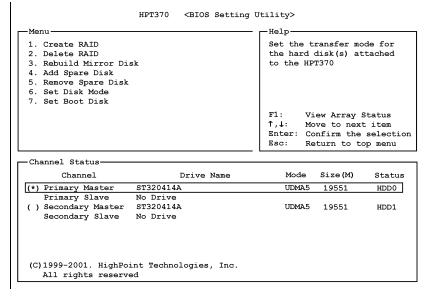 HPT370 <BIOS Setting Utility>
Menu
1. Create RAID
2. Delete RAID
3. Rebuild Mirror Disk
4. Add Spare Disk
5. Remove Spare Disk
6. Set Disk Mode
7. Set Boot Disk
Help
Set the transfer mode for
the hard disk(s) attached
to the HPT370
F1: View Array Status
↑,↓: Move to next item
Enter: Confirm the selection
Esc: Return to top menu
Channel Status
Channel Drive Name Mode Size(M) Status
(*) Primary Master ST320414A UDMA5 19551 HDD0
Primary Slave No Drive
( ) Secondary Master ST320414A UDMA5 19551 HDD1
Secondary Slave No Drive
(C)1999-2001. HighPoint Technologies, Inc.
All rights reserved